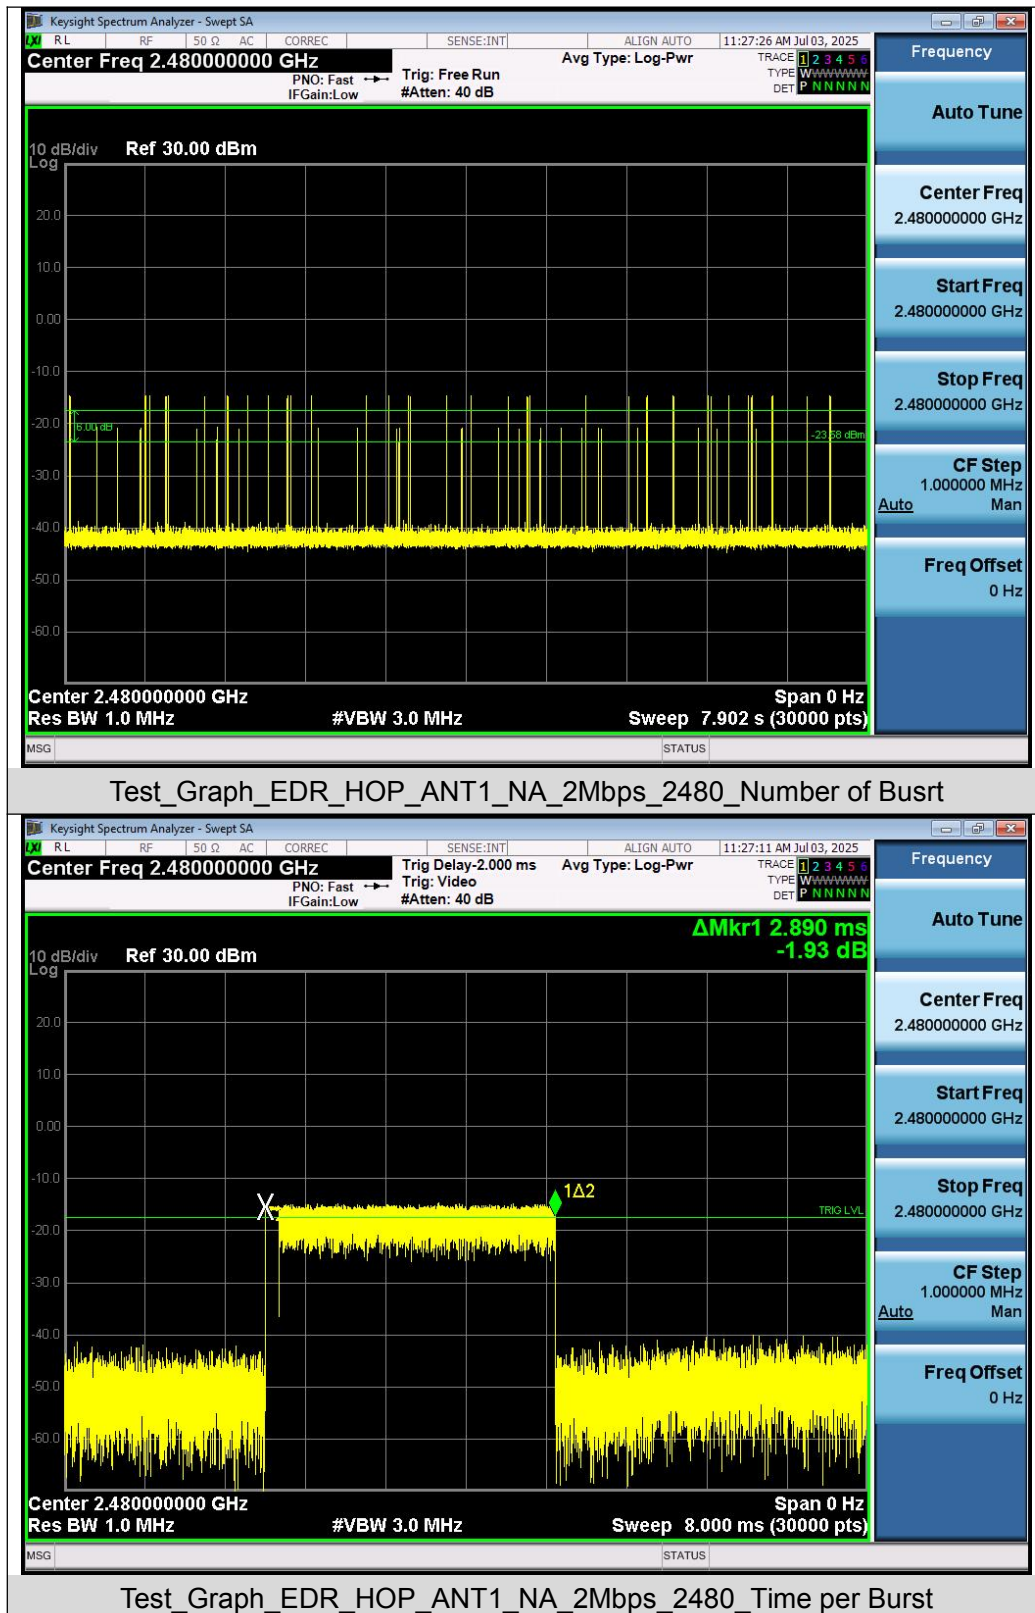 Keysight Spectrum Analyzer - Swept SA
LXI RL RF 50 Ω AC CORREC SENSE:INT ALIGN AUTO 11:27:26 AM Jul 03, 2025
Center Freq 2.480000000 GHz Avg Type: Log-Pwr TRACE 1 2 3 4 5 6
PNO: Fast Trig: Free Run TYPE WWWWWW
IFGain:Low #Atten: 40 dB DET P N N N N N
Frequency
Auto Tune
Center Freq
2.480000000 GHz
Start Freq
2.480000000 GHz
Stop Freq
2.480000000 GHz
CF Step
1.000000 MHz
Auto Man
Freq Offset
0 Hz
10 dB/div Ref 30.00 dBm
Log
20.0
10.0
0.00
-10.0
-20.0
6.00 dB
-23.58 dBm
-30.0
-40.0
-50.0
-60.0
Center 2.480000000 GHz Span 0 Hz
Res BW 1.0 MHz #VBW 3.0 MHz Sweep 7.902 s (30000 pts)
MSG STATUS
Test_Graph_EDR_HOP_ANT1_NA_2Mbps_2480_Number of Busrt
Keysight Spectrum Analyzer - Swept SA
LXI RL RF 50 Ω AC CORREC SENSE:INT ALIGN AUTO 11:27:11 AM Jul 03, 2025
Center Freq 2.480000000 GHz Trig Delay-2.000 ms Avg Type: Log-Pwr TRACE 1 2 3 4 5 6
PNO: Fast Trig: Video TYPE WWWWWW
IFGain:Low #Atten: 40 dB DET P N N N N N
Frequency
Auto Tune
Center Freq
2.480000000 GHz
Start Freq
2.480000000 GHz
Stop Freq
2.480000000 GHz
CF Step
1.000000 MHz
Auto Man
Freq Offset
0 Hz
ΔMkr1 2.890 ms
-1.93 dB
10 dB/div Ref 30.00 dBm
Log
20.0
10.0
0.00
-10.0
1Δ2
TRIG LVL
-20.0
-30.0
-40.0
-50.0
-60.0
Center 2.480000000 GHz Span 0 Hz
Res BW 1.0 MHz #VBW 3.0 MHz Sweep 8.000 ms (30000 pts)
MSG STATUS
Test_Graph_EDR_HOP_ANT1_NA_2Mbps_2480_Time per Burst